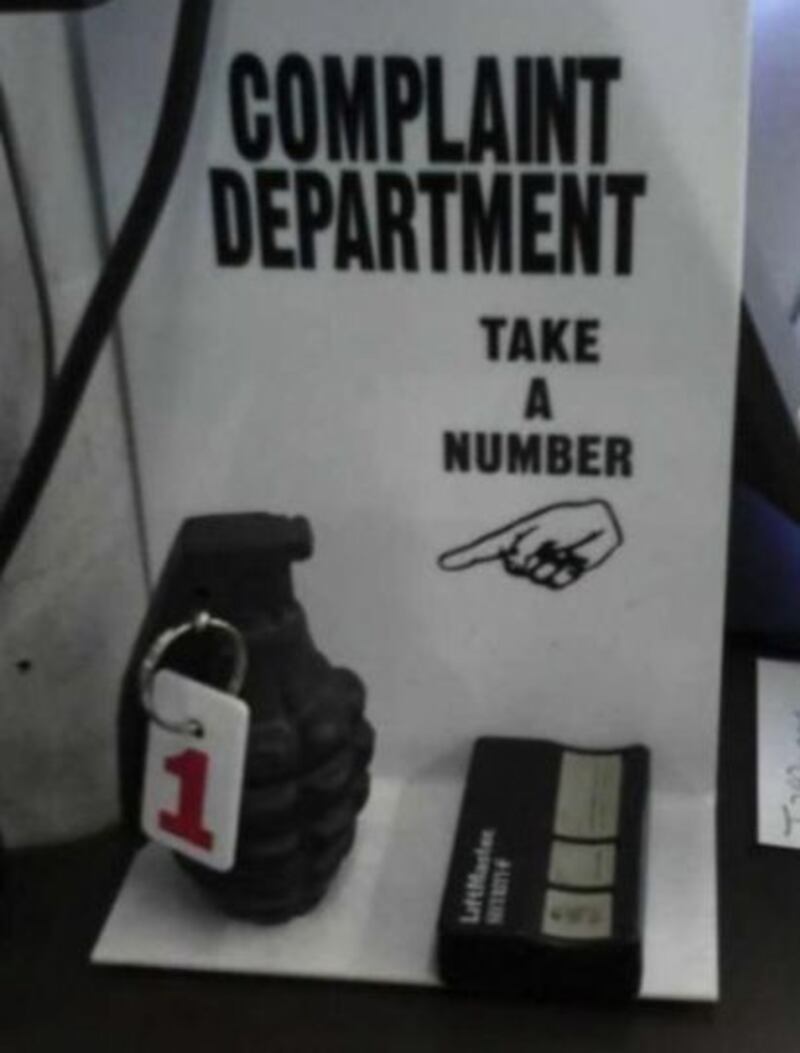 COMPLAINT
DEPARTMENT
TAKE
A
NUMBER
1
LiftMaster